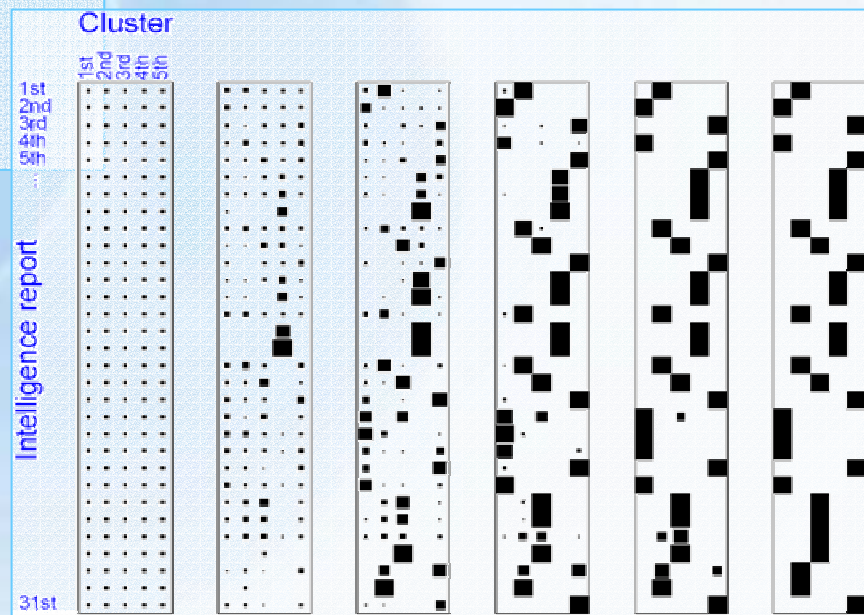 Cluster
1st
2nd
3rd
4th
5th
1st
2nd
3rd
4th
5th
:
Intelligence report
31st